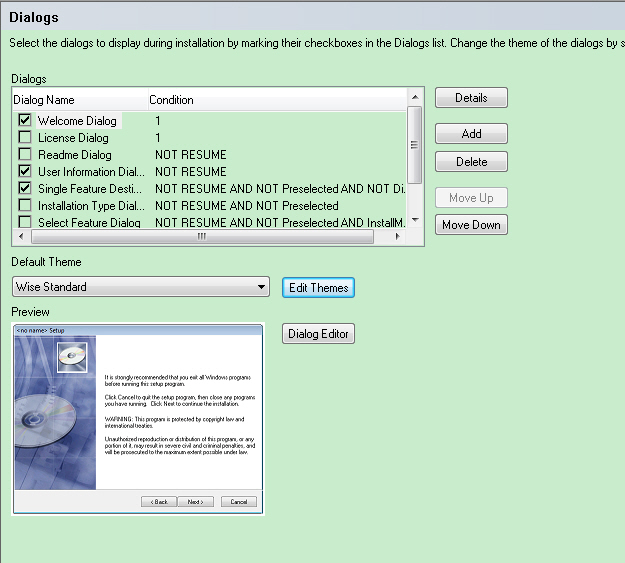 Dialogs
Select the dialogs to display during installation by marking their checkboxes in the Dialogs list. Change the theme of the dialogs by s
Dialogs
Dialog Name Condition
Welcome Dialog 1
License Dialog 1
Readme Dialog NOT RESUME
User Information Dial... NOT RESUME
Single Feature Desti... NOT RESUME AND NOT Preselected AND NOT Di...
Installation Type Dial... NOT RESUME AND NOT Preselected
Select Feature Dialog NOT RESUME AND NOT Preselected AND InstallM...
Details
Add
Delete
Move Up
Move Down
Default Theme
Wise Standard
Edit Themes
Preview
Dialog Editor
<no name> Setup
It is strongly recommended that you exit all Windows programs
before running this setup program.
Click Cancel to quit the setup program, then close any programs
you have running. Click Next to continue the installation.
WARNING: This program is protected by copyright law and
international treaties.
Unauthorized reproduction or distribution of this program, or any
portion of it, may result in severe civil and criminal penalties, and
will be prosecuted to the maximum extent possible under law.
< Back
Next >
Cancel